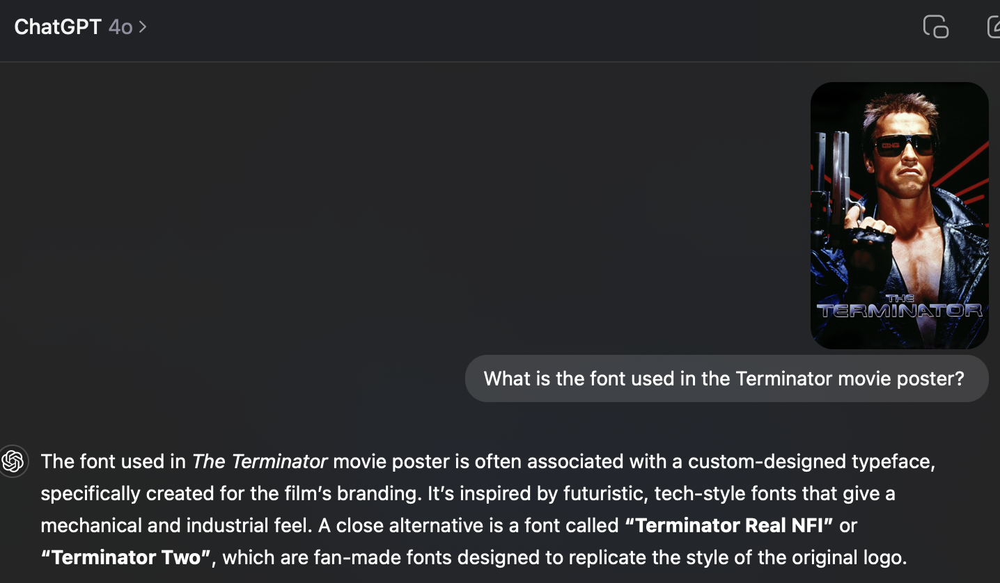 ChatGPT 4o >
THE
TERMINATOR
What is the font used in the Terminator movie poster?
The font used in The Terminator movie poster is often associated with a custom-designed typeface,
specifically created for the film’s branding. It’s inspired by futuristic, tech-style fonts that give a
mechanical and industrial feel. A close alternative is a font called “Terminator Real NFI” or
“Terminator Two”, which are fan-made fonts designed to replicate the style of the original logo.